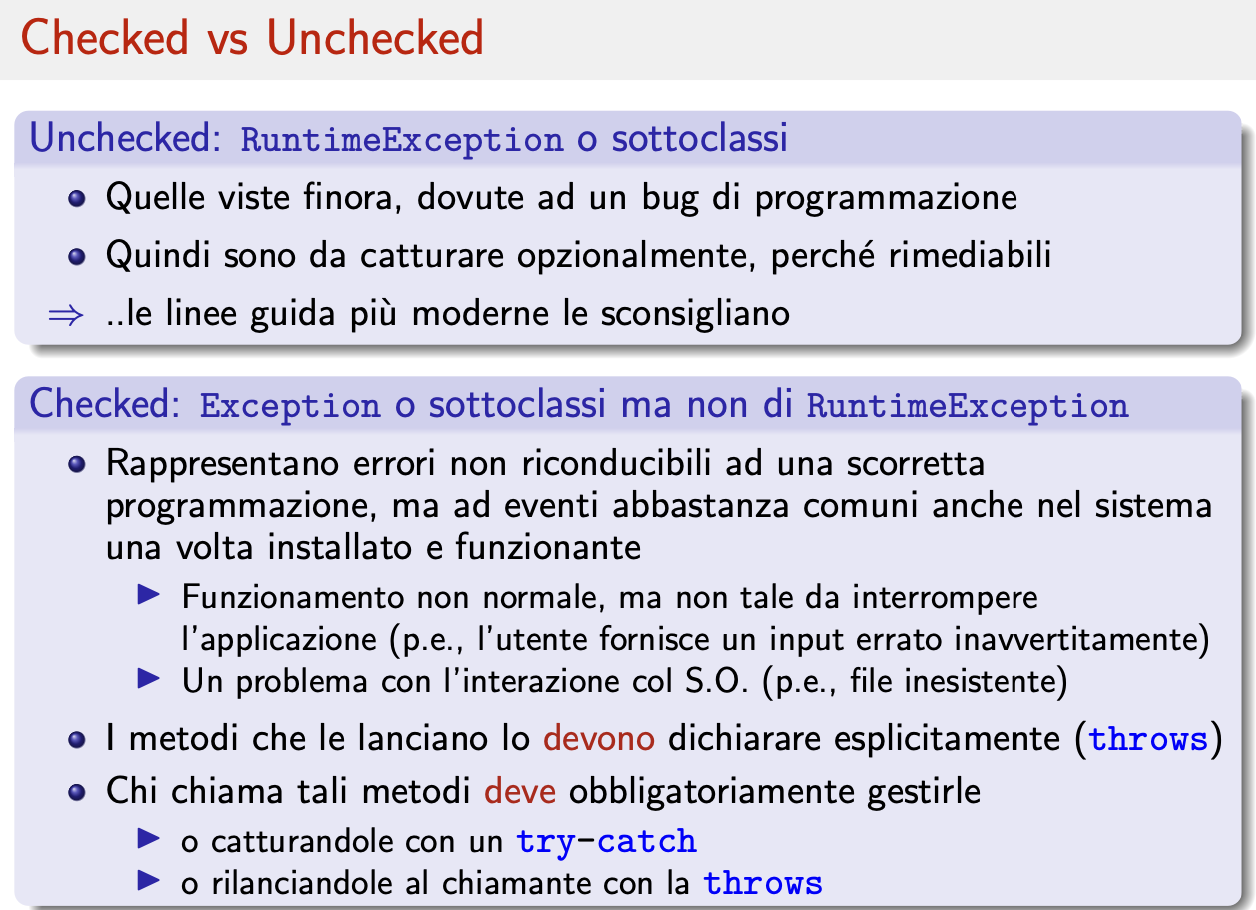 Checked vs Unchecked
Unchecked: RuntimeException o sottoclassi
Quelle viste finora, dovute ad un bug di programmazione
Quindi sono da catturare opzionalmente, perché rimediabili
⇒ ..le linee guida più moderne le sconsigliano
Checked: Exception o sottoclassi ma non di RuntimeException
Rappresentano errori non riconducibili ad una scorretta
programmazione, ma ad eventi abbastanza comuni anche nel sistema
una volta installato e funzionante
Funzionamento non normale, ma non tale da interrompere
l'applicazione (p.e., l'utente fornisce un input errato inavvertitamente)
Un problema con l'interazione col S.O. (p.e., file inesistente)
I metodi che le lanciano lo devono dichiarare esplicitamente (throws)
Chi chiama tali metodi deve obbligatoriamente gestirle
o catturandole con un try-catch
o rilanciandole al chiamante con la throws